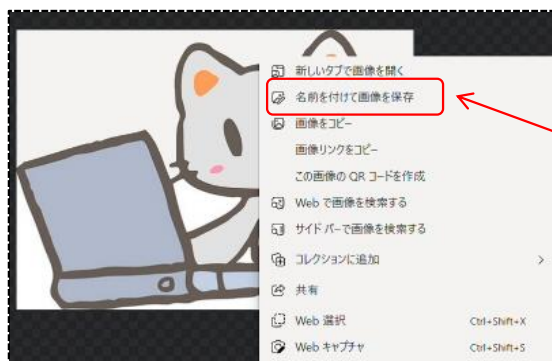 新しいタブで画像を開く
名前を付けて画像を保存
画像をコピー
画像リンクをコピー
この画像の QR コードを作成
Web で画像を検索する
サイド バーで画像を検索する
コレクションに追加
共有
Web 選択 Ctrl+Shift+X
Web キャプチャ Ctrl+Shift+S